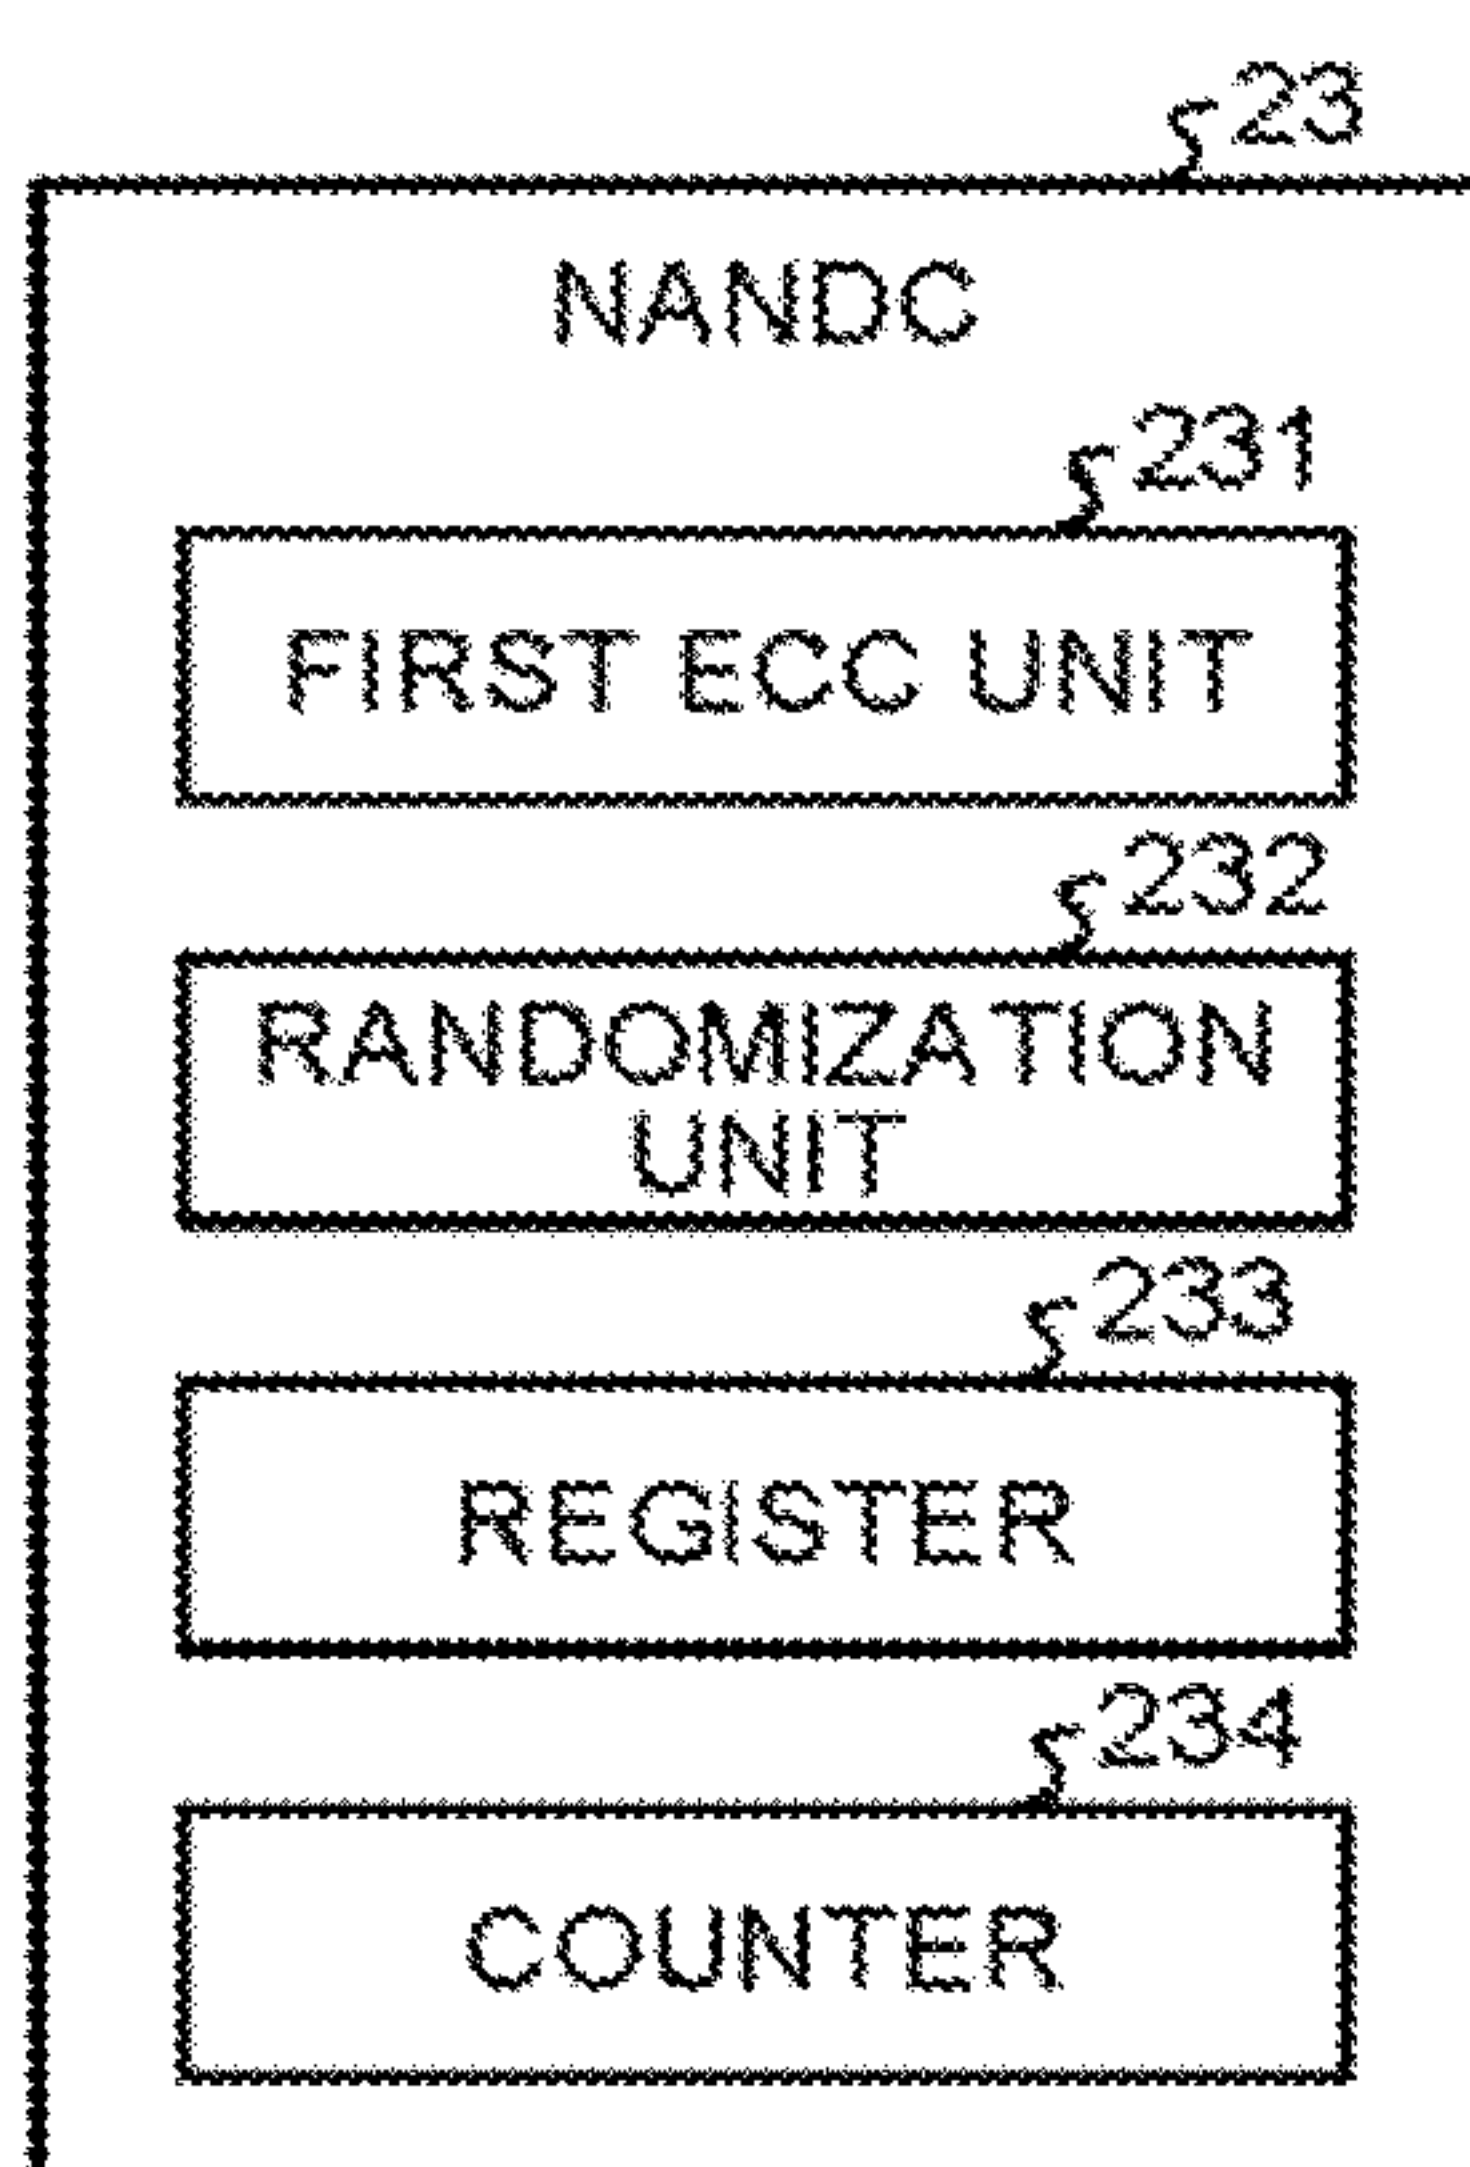 23
NANDC
231
FIRST ECC UNIT
232
RANDOMIZATION
UNIT
233
REGISTER
234
COUNTER